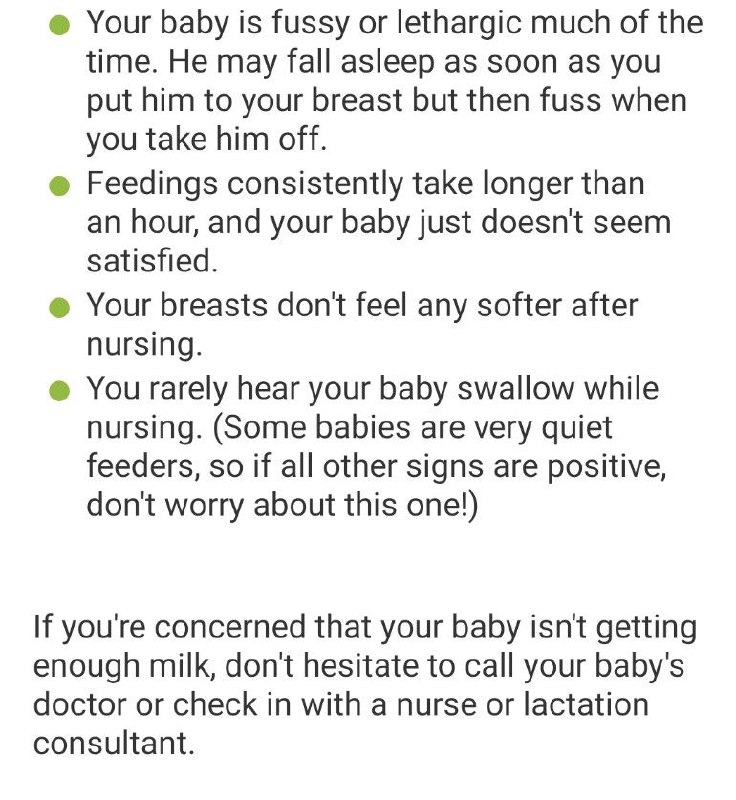 Your baby is fussy or lethargic much of the
time. He may fall asleep as soon as you
put him to your breast but then fuss when
you take him off.
Feedings consistently take longer than
an hour, and your baby just doesn't seem
satisfied.
Your breasts don't feel any softer after
nursing.
You rarely hear your baby swallow while
nursing. (Some babies are very quiet
feeders, so if all other signs are positive,
don't worry about this one!)
If you're concerned that your baby isn't getting
enough milk, don't hesitate to call your baby's
doctor or check in with a nurse or lactation
consultant.